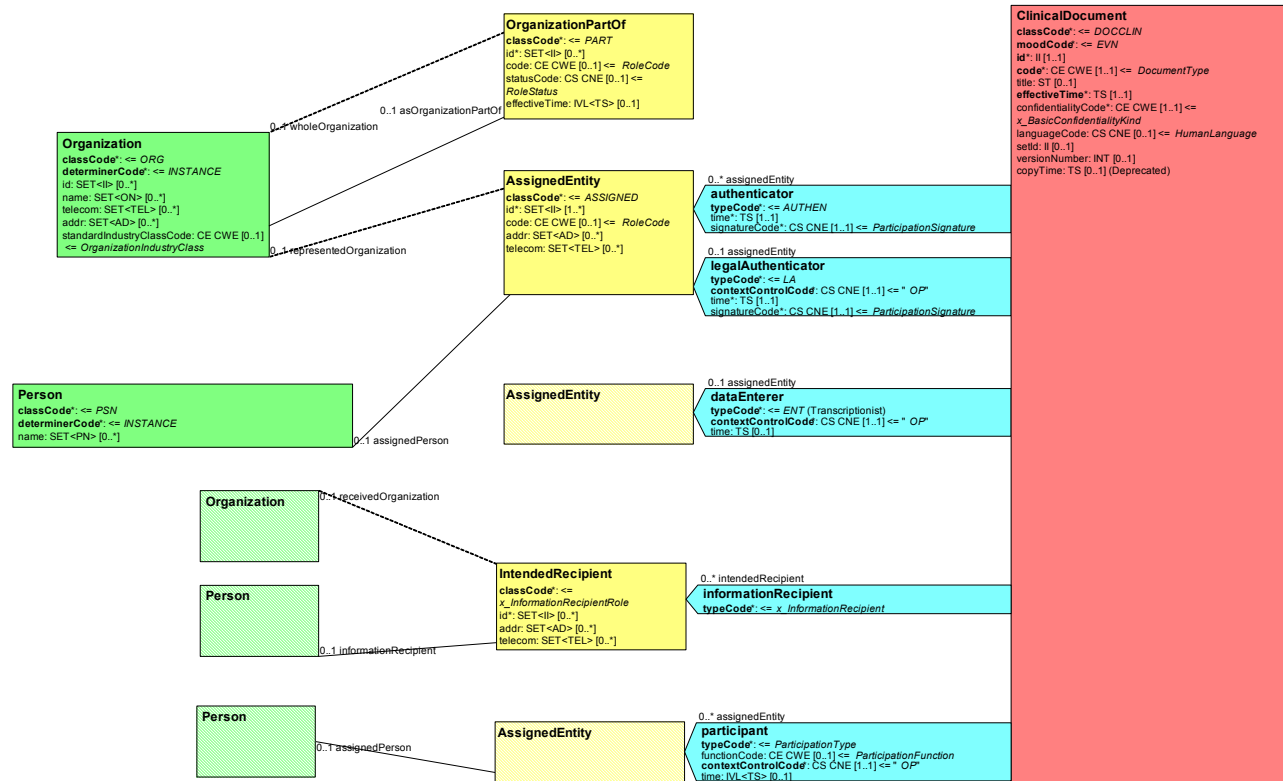 OrganizationPartOf
classCode*: <= PART
id*: SET<II> [0..*]
code: CE CWE [0..1] <= RoleCode
statusCode: CS CNE [0..1] <=
RoleStatus
effectiveTime: IVL<TS> [0..1]
0..1 wholeOrganization
0..1 asOrganizationPartOf
Organization
classCode*: <= ORG
determinerCode*: <= INSTANCE
id: SET<II> [0..*]
name: SET<ON> [0..*]
telecom: SET<TEL> [0..*]
addr: SET<AD> [0..*]
standardIndustryClassCode: CE CWE [0..1]
<= OrganizationIndustryClass
0..1 representedOrganization
AssignedEntity
classCode*: <= ASSIGNED
id*: SET<II> [1..*]
code: CE CWE [0..1] <= RoleCode
addr: SET<AD> [0..*]
telecom: SET<TEL> [0..*]
0..* assignedEntity
authenticator
typeCode*: <= AUTHEN
time*: TS [1..1]
signatureCode*: CS CNE [1..1] <= ParticipationSignature
0..1 assignedEntity
legalAuthenticator
typeCode*: <= LA
contextControlCode*: CS CNE [1..1] <= " OP"
time*: TS [1..1]
signatureCode*: CS CNE [1..1] <= ParticipationSignature
ClinicalDocument
classCode*: <= DOCCLIN
moodCode*: <= EVN
id*: II [1..1]
code*: CE CWE [1..1] <= DocumentType
title: ST [0..1]
effectiveTime*: TS [1..1]
confidentialityCode*: CE CWE [1..1] <=
x_BasicConfidentialityKind
languageCode: CS CNE [0..1] <= HumanLanguage
setId: II [0..1]
versionNumber: INT [0..1]
copyTime: TS [0..1] (Deprecated)
Person
classCode*: <= PSN
determinerCode*: <= INSTANCE
name: SET<PN> [0..*]
0..1 assignedPerson
AssignedEntity
0..1 assignedEntity
dataEnterer
typeCode*: <= ENT (Transcriptionist)
contextControlCode*: CS CNE [1..1] <= " OP"
time: TS [0..1]
Organization
0..1 receivedOrganization
Person
0..1 informationRecipient
IntendedRecipient
classCode*: <=
x_InformationRecipientRole
id*: SET<II> [0..*]
addr: SET<AD> [0..*]
telecom: SET<TEL> [0..*]
0..* intendedRecipient
informationRecipient
typeCode*: <= x_InformationRecipient
Person
0..1 assignedPerson
AssignedEntity
0..* assignedEntity
participant
typeCode*: <= ParticipationType
functionCode: CE CWE [0..1] <= ParticipationFunction
contextControlCode*: CS CNE [1..1] <= " OP"
time: IVL<TS> [0..1]